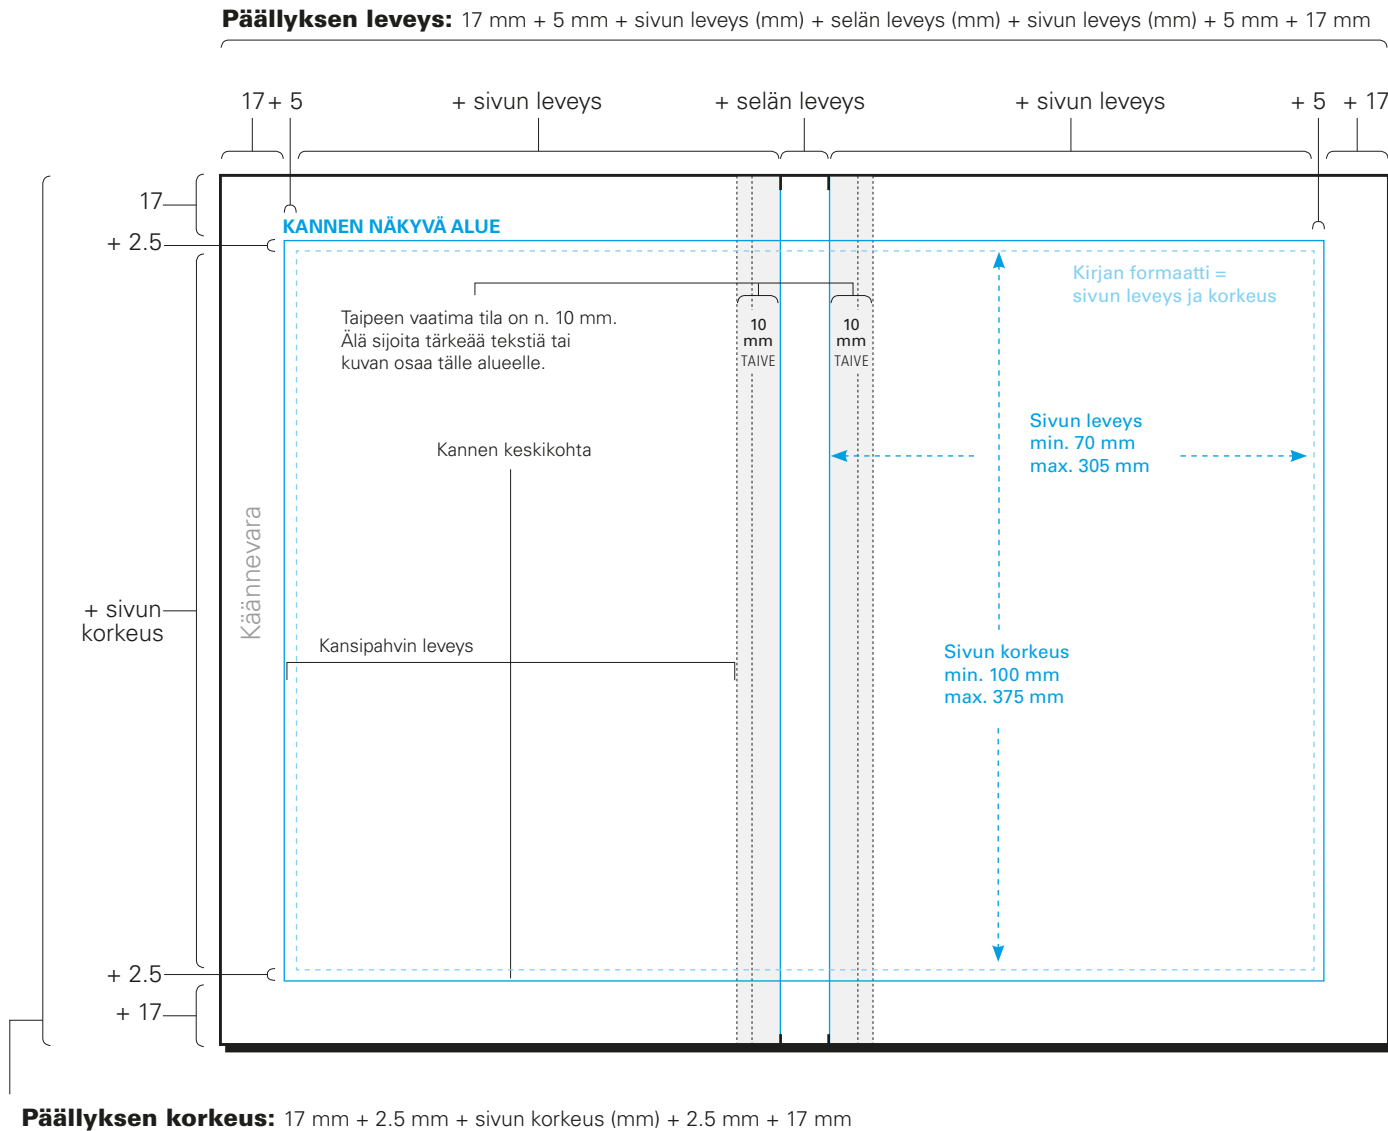 Päällyksen leveys: 17 mm + 5 mm + sivun leveys (mm) + selän leveys (mm) + sivun leveys (mm) + 5 mm + 17 mm
17 + 5 + sivun leveys + selän leveys + sivun leveys + 5 + 17
17
KANNEN NÄKYVÄ ALUE
+ 2.5
Kirjan formaatti =
sivun leveys ja korkeus
Taipeen vaatima tila on n. 10 mm.
Älä sijoita tärkeää tekstiä tai
kuvan osaa tälle alueelle.
10
mm
TAIVE
10
mm
TAIVE
Sivun leveys
min. 70 mm
max. 305 mm
Kannen keskikohta
Käännevara
+ sivun
korkeus
Kansipahvin leveys
Sivun korkeus
min. 100 mm
max. 375 mm
+ 2.5
+ 17
Päällyksen korkeus: 17 mm + 2.5 mm + sivun korkeus (mm) + 2.5 mm + 17 mm